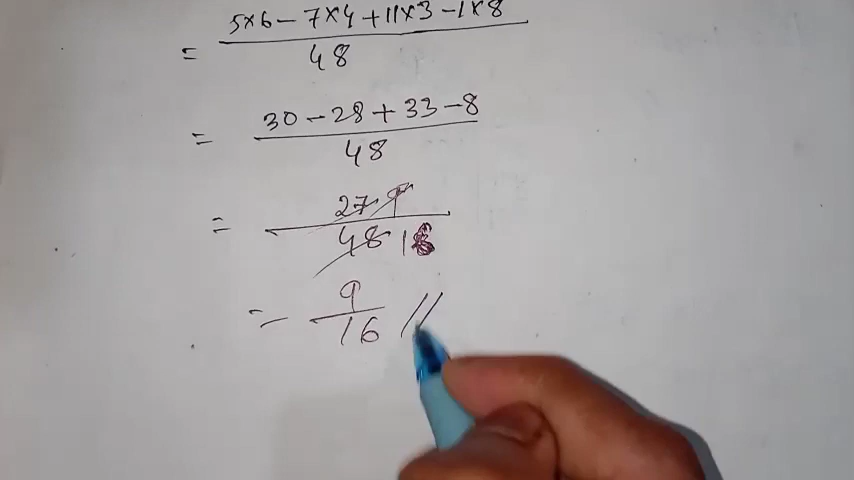 5×6 − 7×4 + 11×3 − 1×8
= 48
30 − 28 + 33 − 8
= 48
27 9
= 48 16
= 9
16 //